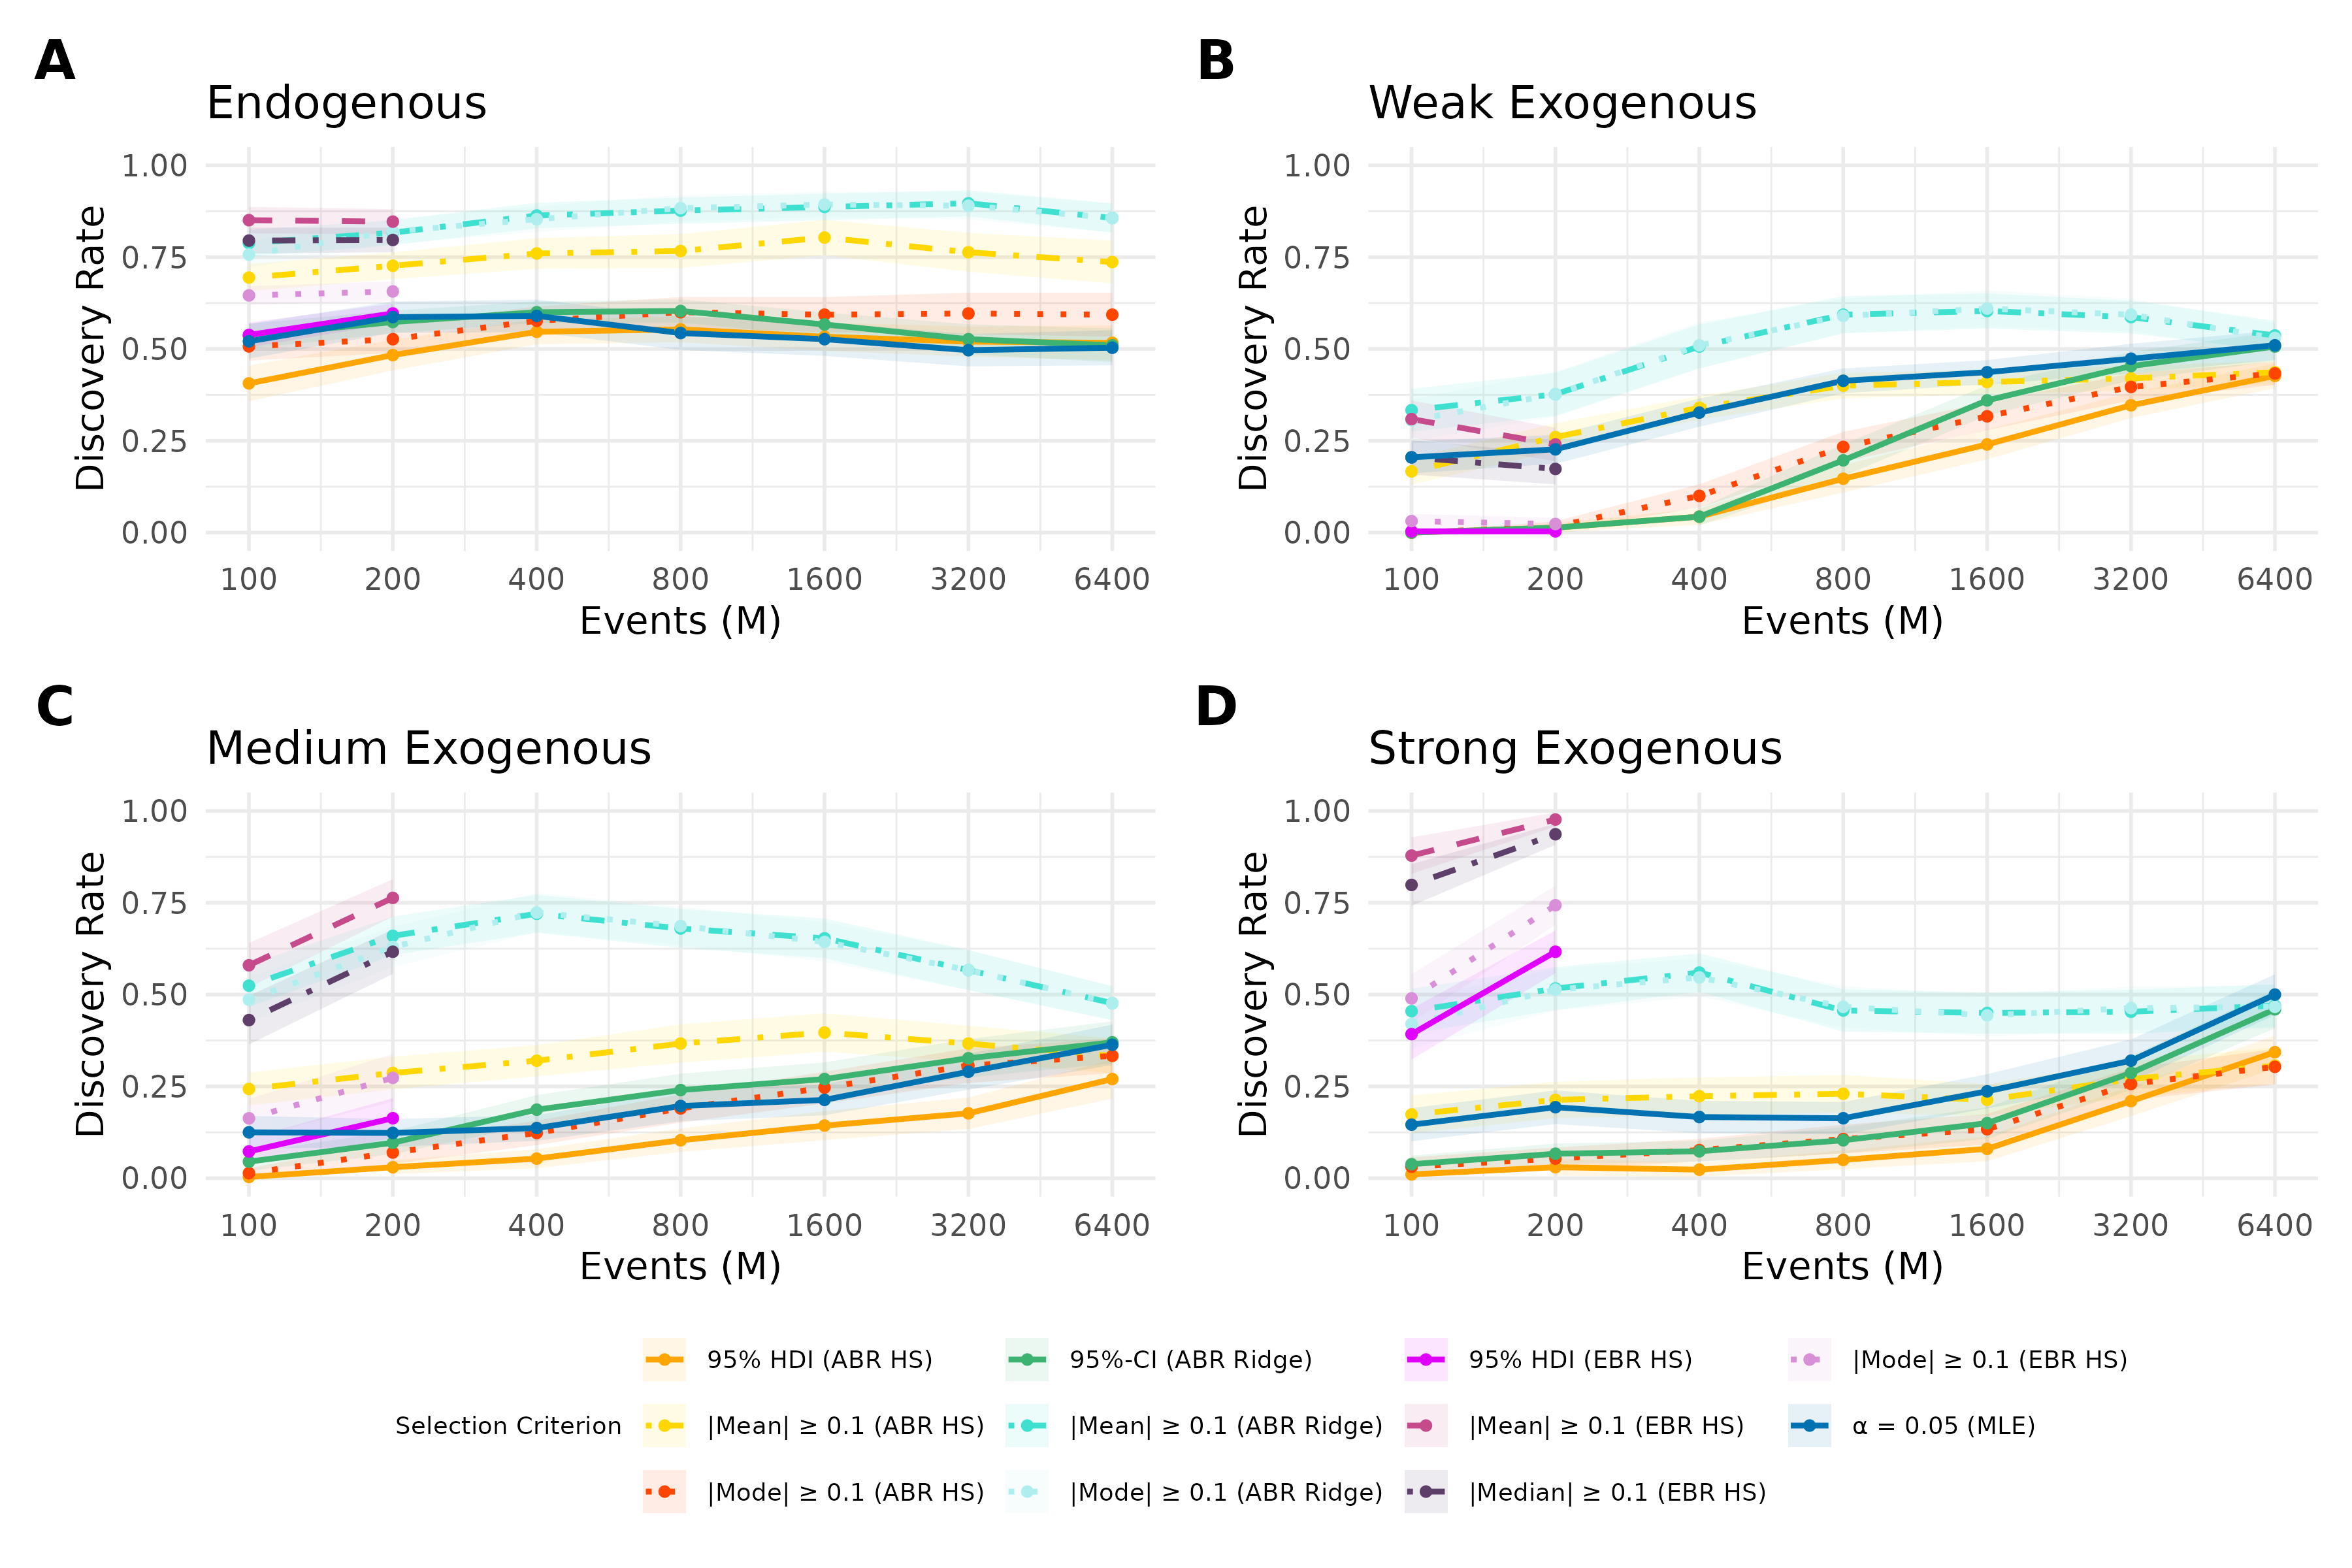 A
Endogenous
Discovery Rate
1.00
0.75
0.50
0.25
0.00
100 200 400 800 1600 3200 6400
Events (M)
B
Weak Exogenous
Discovery Rate
1.00
0.75
0.50
0.25
0.00
100 200 400 800 1600 3200 6400
Events (M)
C
Medium Exogenous
Discovery Rate
1.00
0.75
0.50
0.25
0.00
100 200 400 800 1600 3200 6400
Events (M)
D
Strong Exogenous
Discovery Rate
1.00
0.75
0.50
0.25
0.00
100 200 400 800 1600 3200 6400
Events (M)
Selection Criterion
95% HDI (ABR HS)
|Mean| ≥ 0.1 (ABR HS)
|Mode| ≥ 0.1 (ABR HS)
95%-CI (ABR Ridge)
|Mean| ≥ 0.1 (ABR Ridge)
|Mode| ≥ 0.1 (ABR Ridge)
95% HDI (EBR HS)
|Mean| ≥ 0.1 (EBR HS)
|Median| ≥ 0.1 (EBR HS)
|Mode| ≥ 0.1 (EBR HS)
α = 0.05 (MLE)